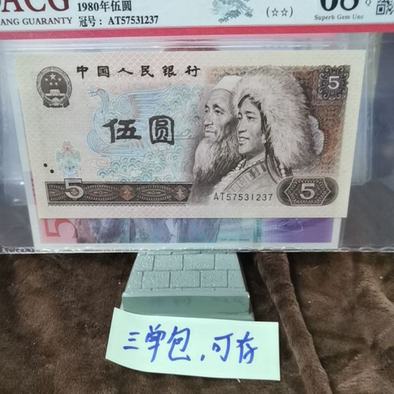 ACG
1980年伍圆
ANG GUARANTY
冠号: AT57531237
(☆☆)
68 Q
Superb Gem Unc
中国人民银行
5
伍圆
AT57531237
5
5
三单包,可存